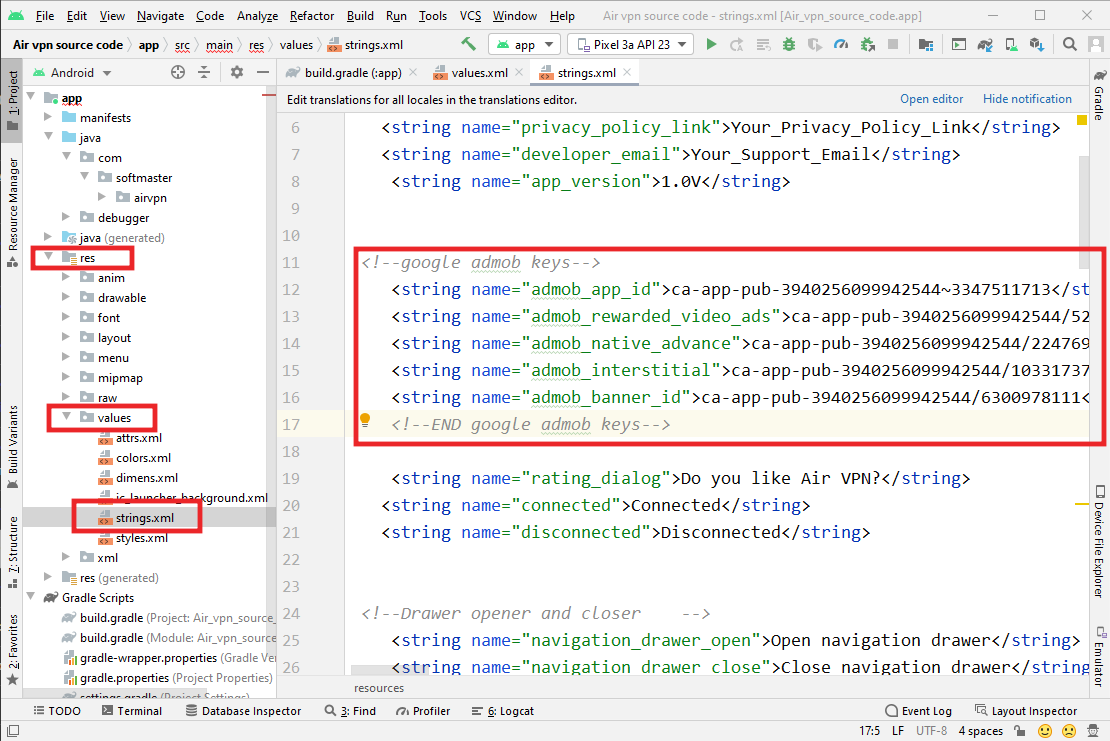 File Edit View Navigate Code Analyze Refactor Build Run Tools VCS Window Help Air vpn source code - strings.xml [Air_vpn_source_code.app]
Air vpn source code app src main res values strings.xml app Pixel 3a API 23
Android
build.gradle (:app) values.xml strings.xml
1: Project
Resource Manager
Build Variants
7: Structure
2: Favorites
app
manifests
java
com
softmaster
airvpn
debugger
java (generated)
res
anim
drawable
font
layout
menu
mipmap
raw
values
attrs.xml
colors.xml
dimens.xml
ic_launcher_background.xml
strings.xml
styles.xml
xml
res (generated)
Gradle Scripts
build.gradle (Project: Air_vpn_source_
build.gradle (Module: Air_vpn_source
gradle-wrapper.properties (Gradle Ver
gradle.properties (Project Properties)
settings.gradle (Project Settings)
Edit translations for all locales in the translations editor. Open editor Hide notification
6 <string name="privacy_policy_link">Your_Privacy_Policy_Link</string>
7 <string name="developer_email">Your_Support_Email</string>
8 <string name="app_version">1.0V</string>
9
10
11 <!--google admob keys-->
12 <string name="admob_app_id">ca-app-pub-3940256099942544~3347511713</st
13 <string name="admob_rewarded_video_ads">ca-app-pub-3940256099942544/52
14 <string name="admob_native_advance">ca-app-pub-3940256099942544/224769
15 <string name="admob_interstitial">ca-app-pub-3940256099942544/10331737
16 <string name="admob_banner_id">ca-app-pub-3940256099942544/6300978111<
17 <!--END google admob keys-->
18
19 <string name="rating_dialog">Do you like Air VPN?</string>
20 <string name="connected">Connected</string>
21 <string name="disconnected">Disconnected</string>
22
23
24 <!--Drawer opener and closer -->
25 <string name="navigation_drawer_open">Open navigation drawer</string>
26 <string name="navigation_drawer_close">Close navigation drawer</string
resources
Gradle
Device File Explorer
Emulator
TODO Terminal Database Inspector 3: Find Profiler 6: Logcat Event Log Layout Inspector
17:5 LF UTF-8 4 spaces